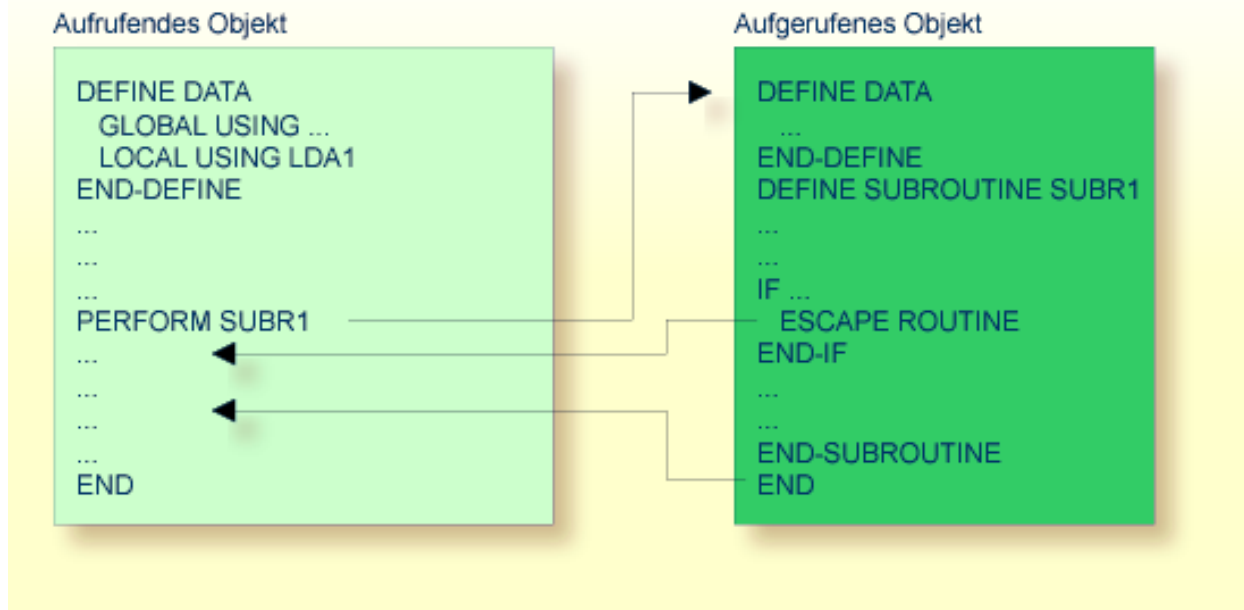 Aufrufendes Objekt
DEFINE DATA
GLOBAL USING ...
LOCAL USING LDA1
END-DEFINE
...
...
...
PERFORM SUBR1
...
...
...
...
END
Aufgerufenes Objekt
DEFINE DATA
...
END-DEFINE
DEFINE SUBROUTINE SUBR1
...
...
IF ...
ESCAPE ROUTINE
END-IF
...
...
END-SUBROUTINE
END